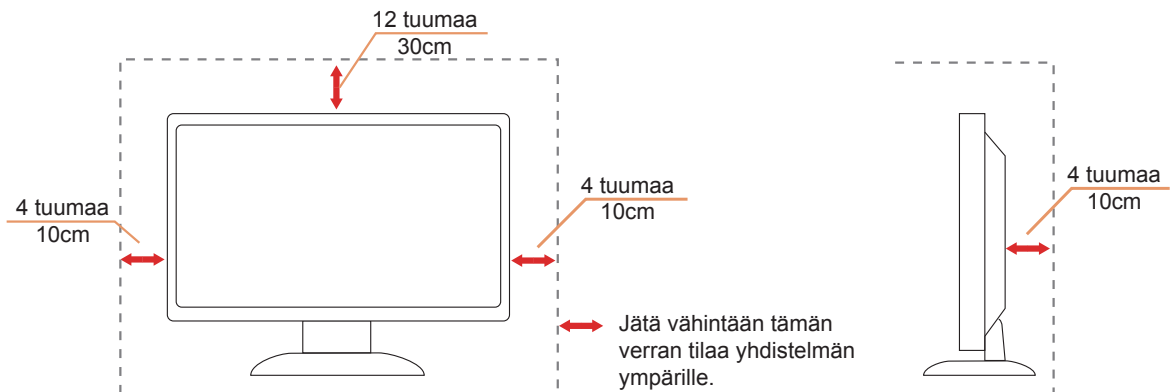 12 tuumaa
30cm
4 tuumaa
10cm
4 tuumaa
10cm
4 tuumaa
10cm
Jätä vähintään tämän
verran tilaa yhdistelmän
ympärille.